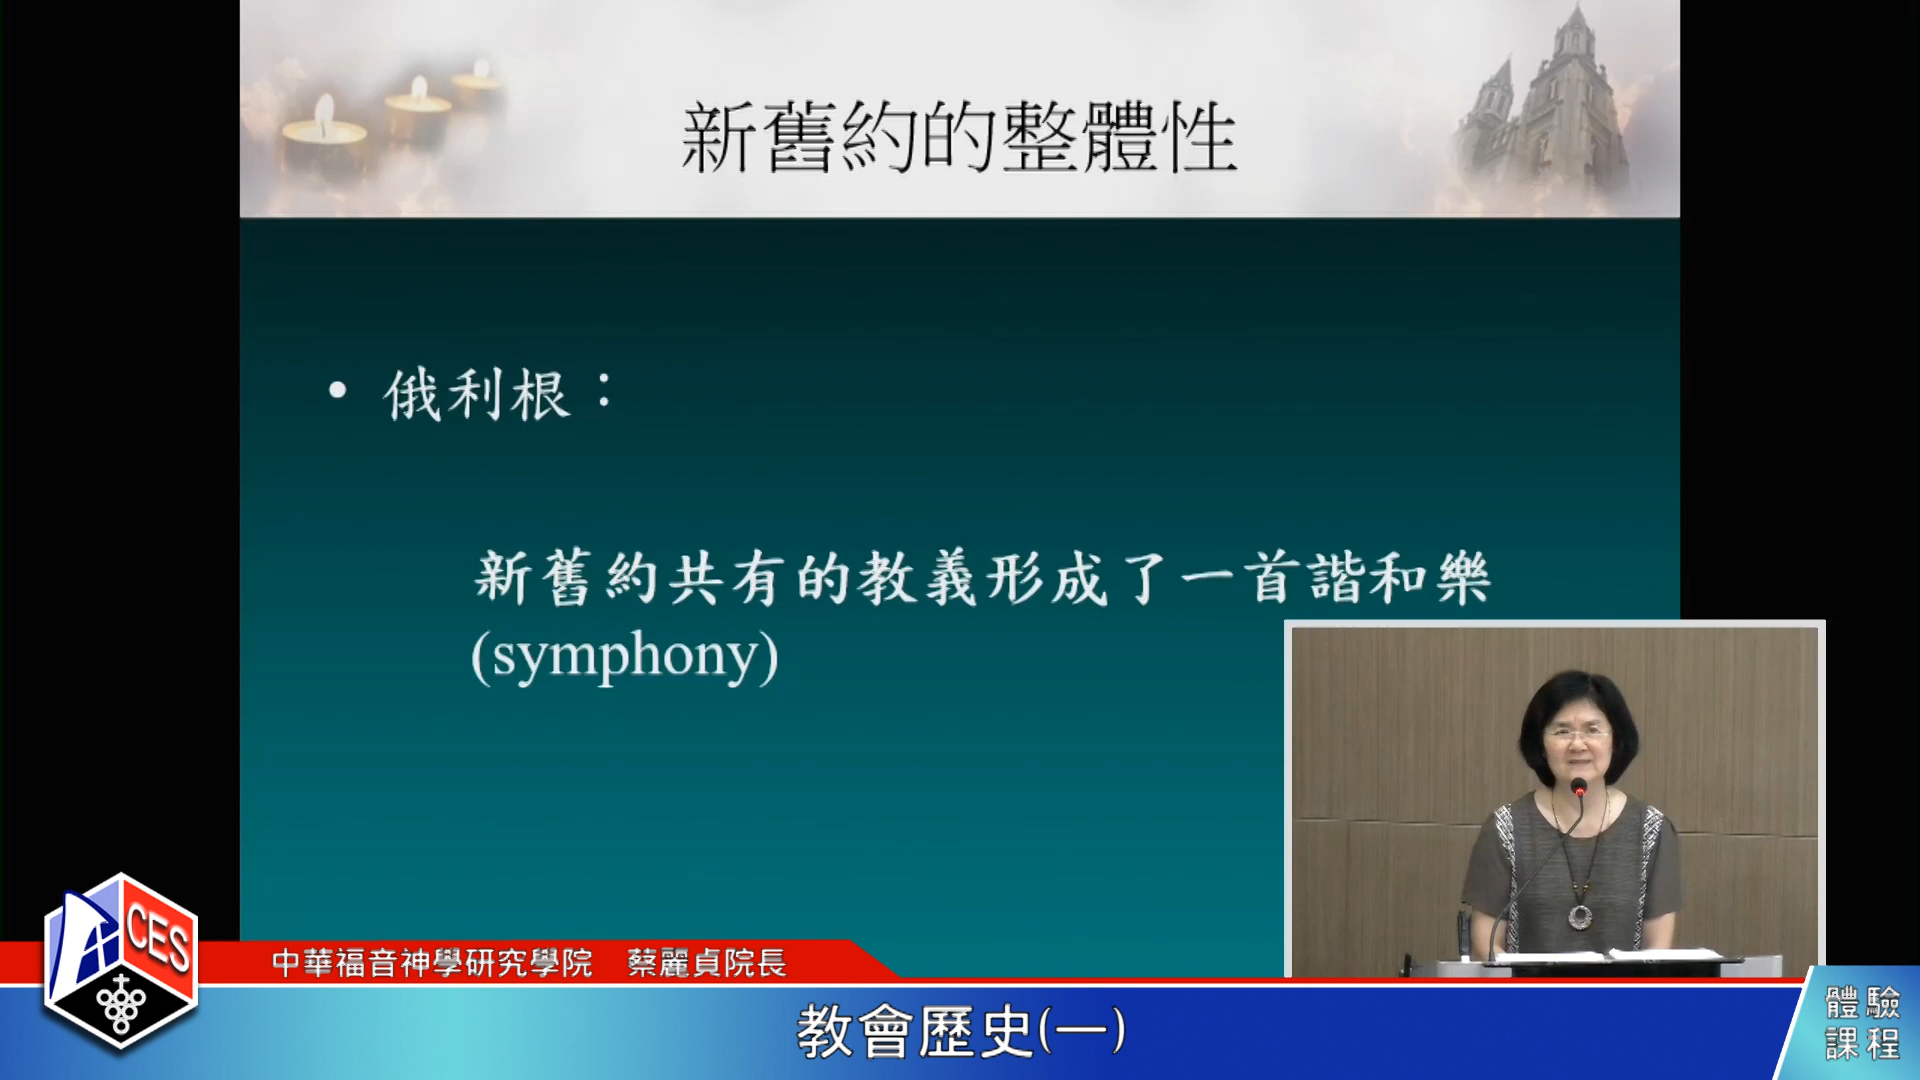 新舊約的整體性
• 俄利根：
新舊約共有的教義形成了一首諧和樂
(symphony)
CES
中華福音神學研究學院　蔡麗貞院長
教會歷史(一)
體驗
課程